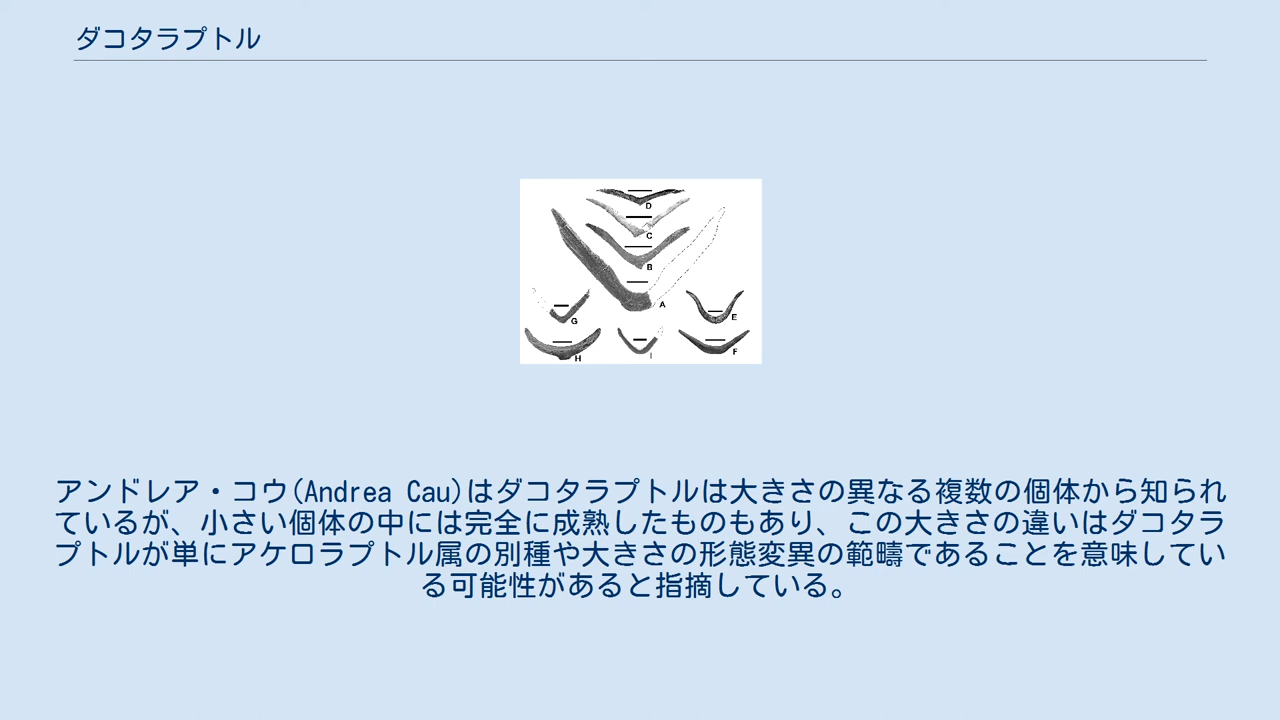 ダコタラプトル
D
C
B
A
G
E
H
I
F
アンドレア・コウ(Andrea Cau)はダコタラプトルは大きさの異なる複数の個体から知られ
ているが、小さい個体の中には完全に成熟したものもあり、この大きさの違いはダコタラ
プトルが単にアケロラプトル属の別種や大きさの形態変異の範疇であることを意味してい
る可能性があると指摘している。